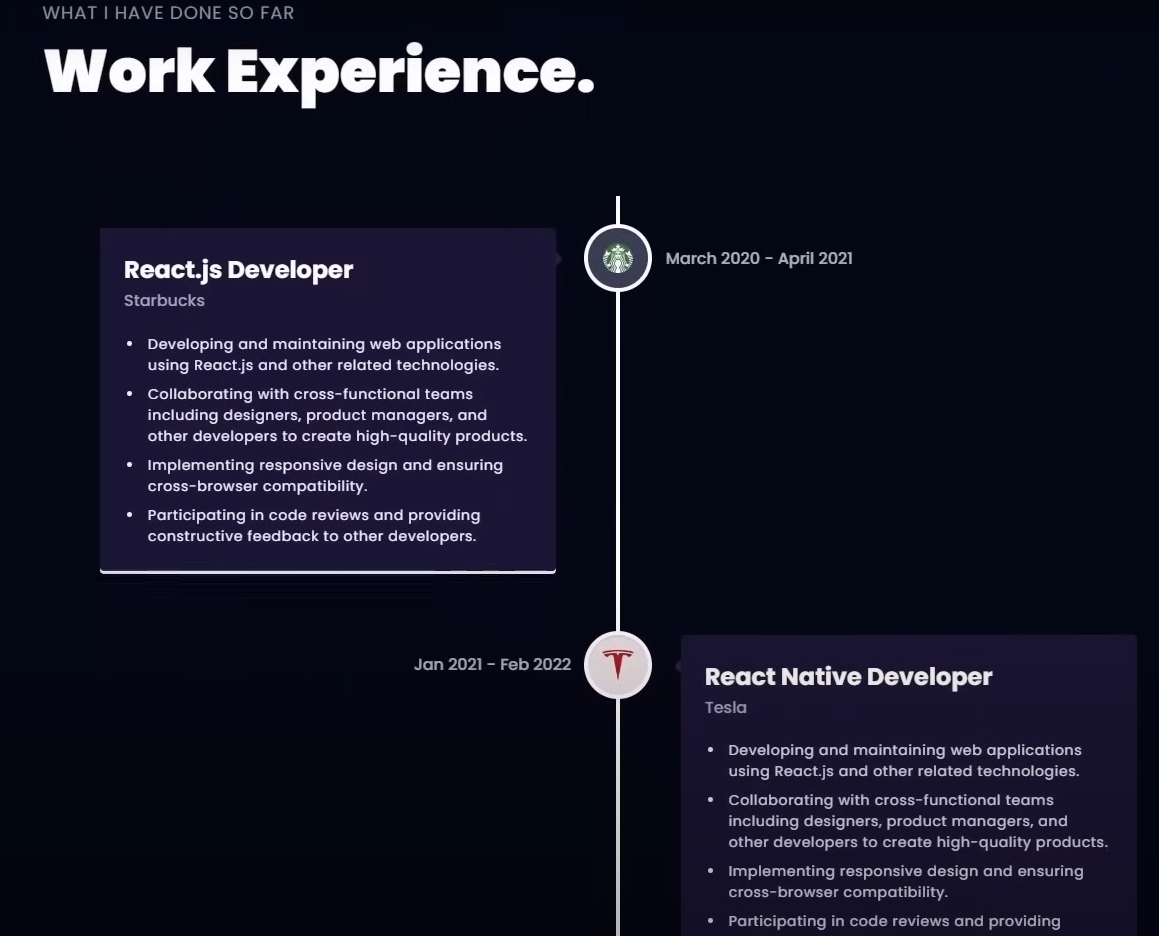 WHAT I HAVE DONE SO FAR
Work Experience.
React.js Developer
Starbucks
• Developing and maintaining web applications
using React.js and other related technologies.
• Collaborating with cross-functional teams
including designers, product managers, and
other developers to create high-quality products.
• Implementing responsive design and ensuring
cross-browser compatibility.
• Participating in code reviews and providing
constructive feedback to other developers.
March 2020 - April 2021
Jan 2021 - Feb 2022
React Native Developer
Tesla
• Developing and maintaining web applications
using React.js and other related technologies.
• Collaborating with cross-functional teams
including designers, product managers, and
other developers to create high-quality products.
• Implementing responsive design and ensuring
cross-browser compatibility.
• Participating in code reviews and providing